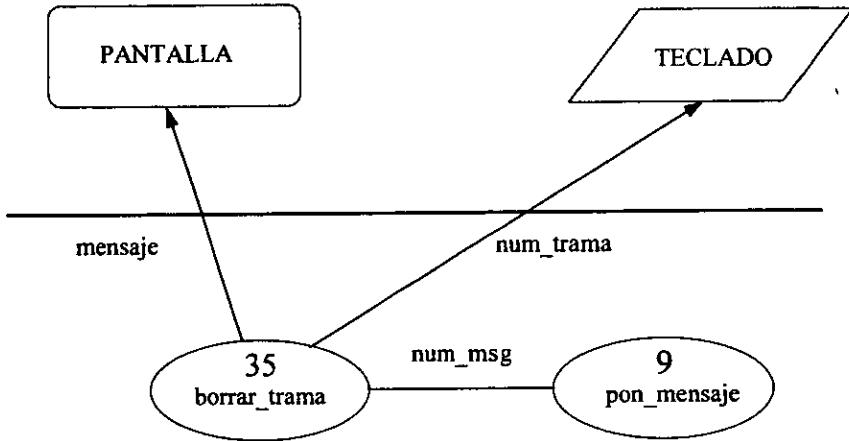 PANTALLA
TECLADO
mensaje
num_trama
35
borrar_trama
num_msg
9
pon_mensaje